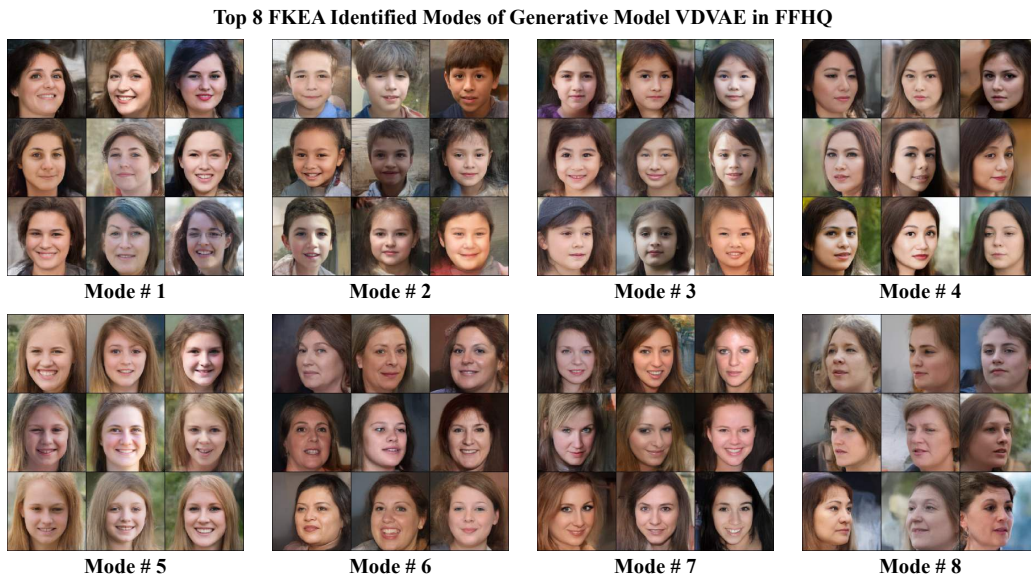 Top 8 FKEA Identified Modes of Generative Model VDVAE in FFHQ
Mode # 1
Mode # 2
Mode # 3
Mode # 4
Mode # 5
Mode # 6
Mode # 7
Mode # 8